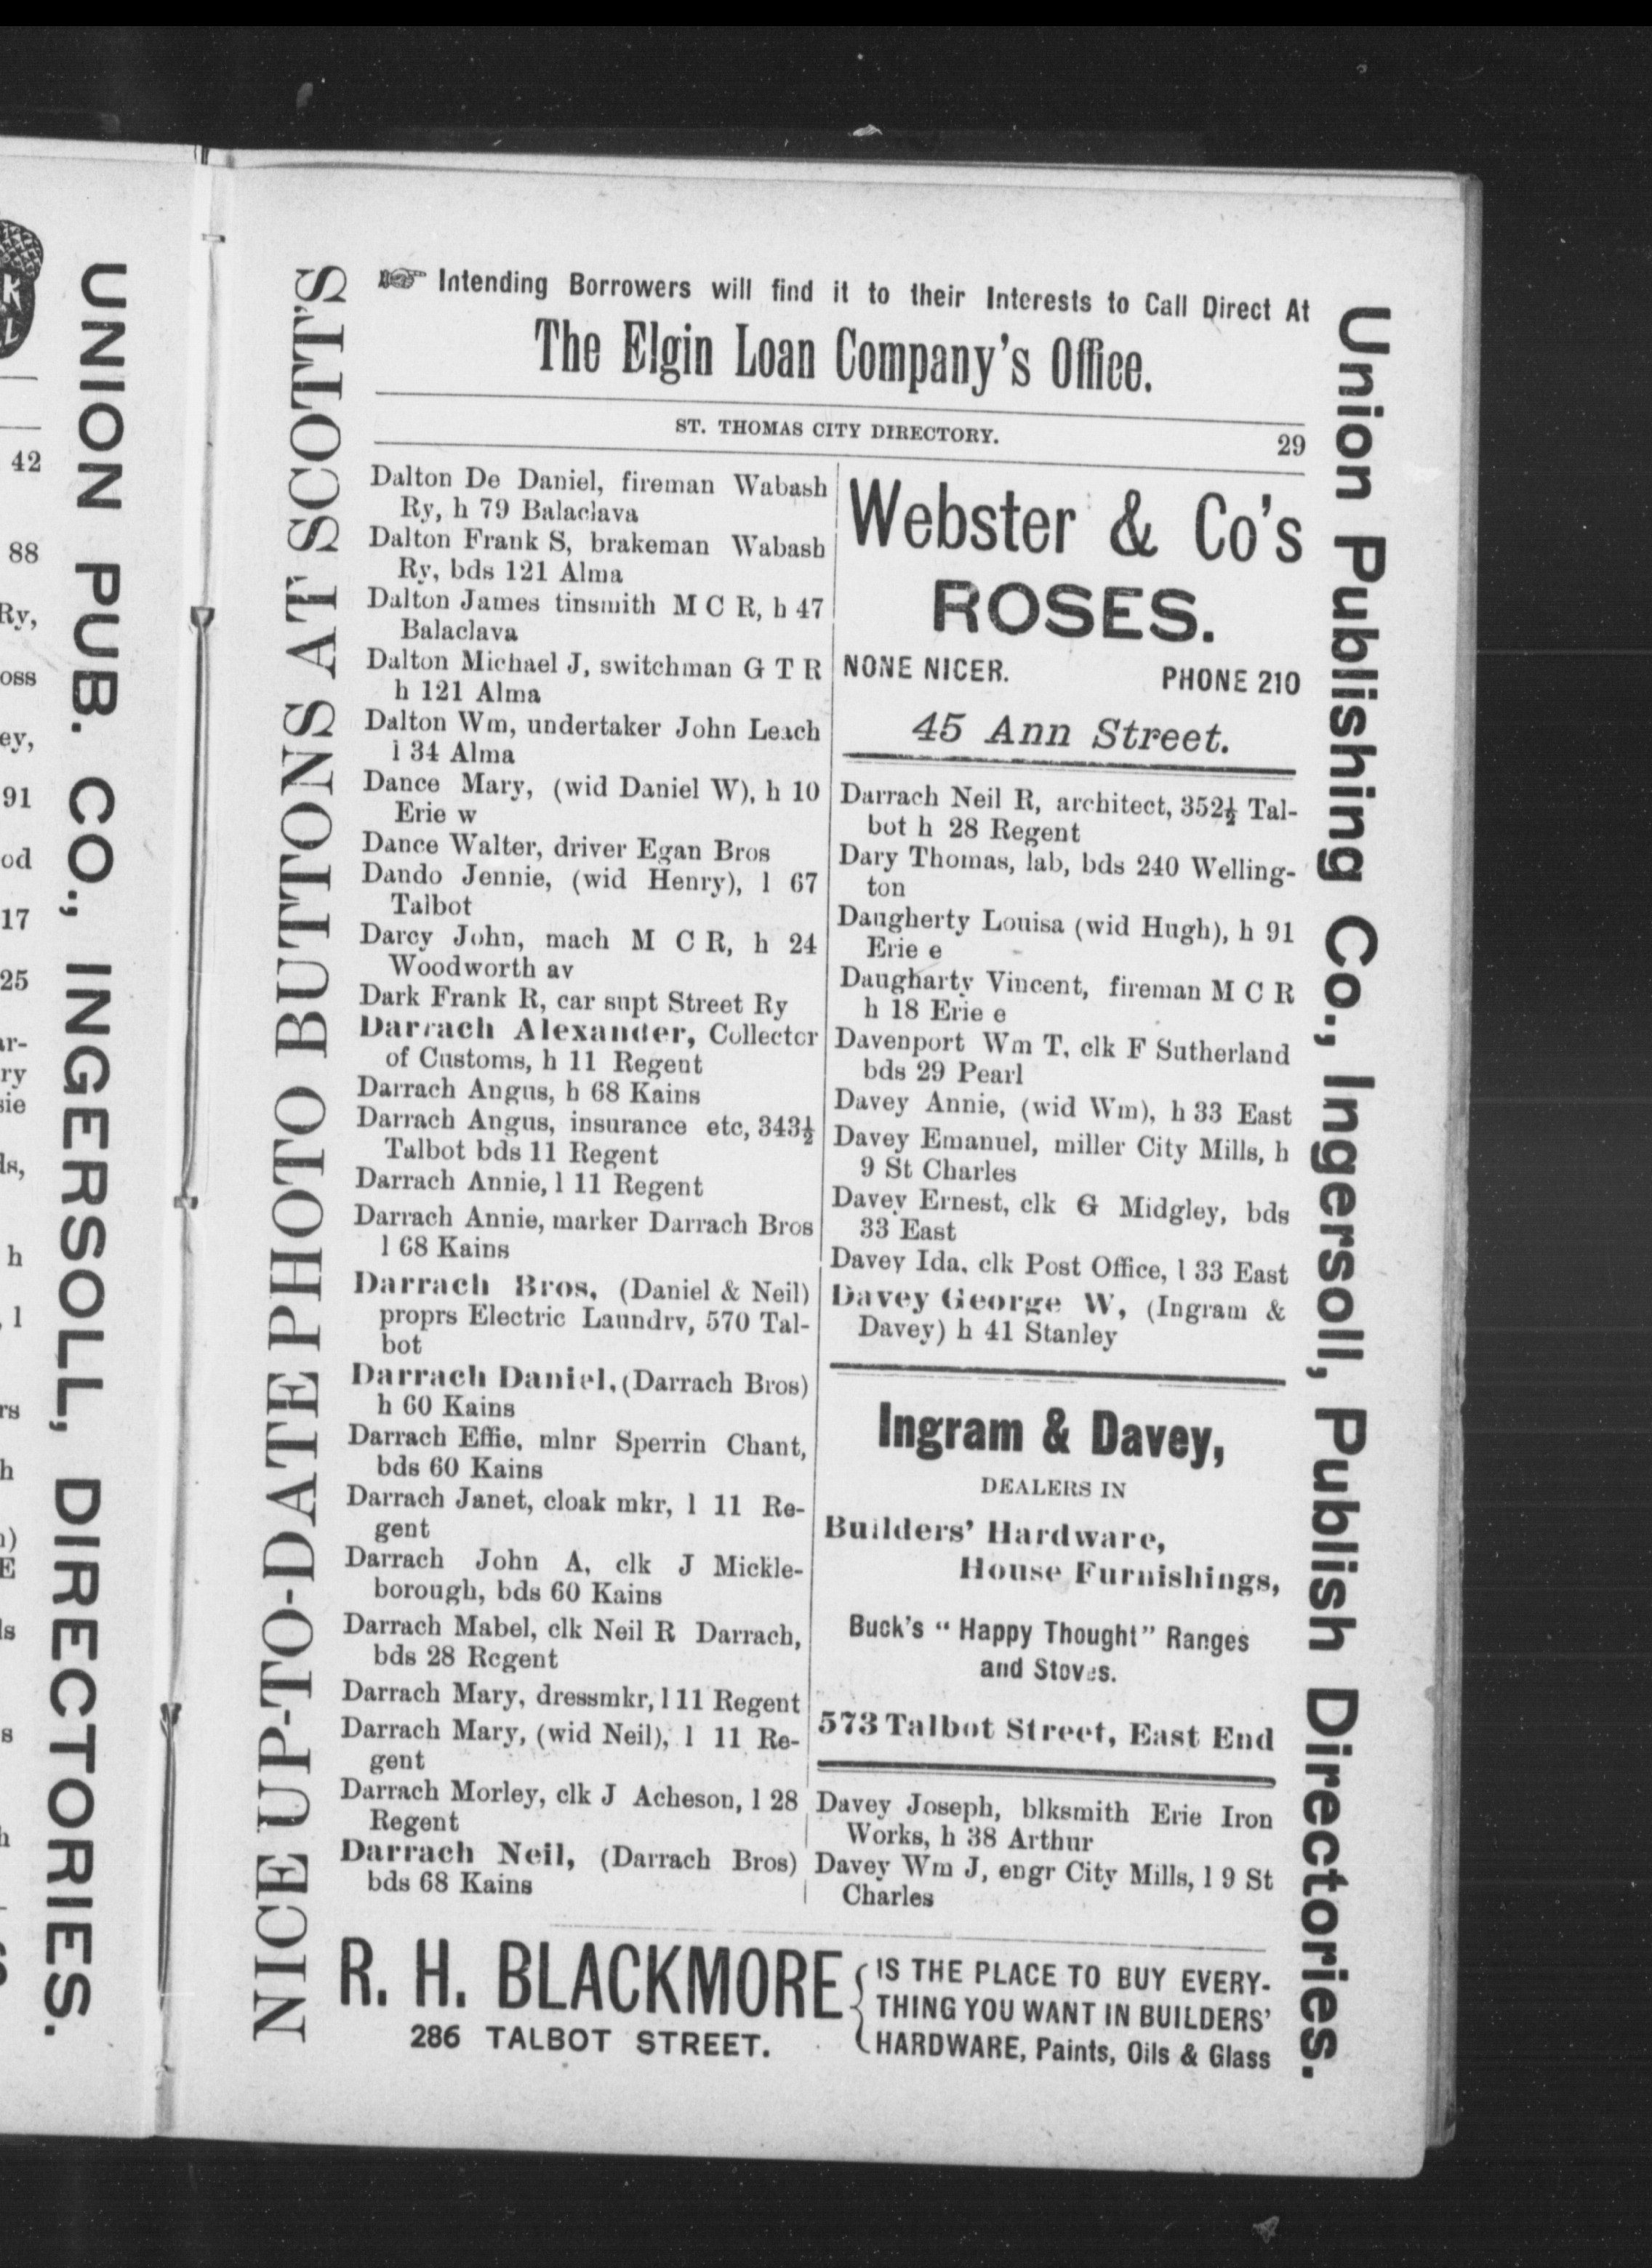 UNION PUB. CO., INGERSOLL, DIRECTORIES.
42
88
Ry,
oss
ey,
91
od
17
25
ry
sie
NICE UP-TO-DATE PHOTO BUTTONS AT SCOTT'S
Intending Borrowers will find it to their Interests to Call Direct At
The Elgin Loan Company's Office.
ST. THOMAS CITY DIRECTORY. 29
Dalton De Daniel, fireman Wabash
Ry, h 79 Balaclava
Dalton Frank S, brakeman Wabash
Ry, bds 121 Alma
Dalton James tinsmith M C R, h 47
Balaclava
Dalton Michael J, switchman G T R
h 121 Alma
Dalton Wm, undertaker John Leach
l 34 Alma
Dance Mary, (wid Daniel W), h 10
Erie w
Dance Walter, driver Egan Bros
Dando Jennie, (wid Henry), l 67
Talbot
Darcy John, mach M C R, h 24
Woodworth av
Dark Frank R, car supt Street Ry
Darrach Alexander, Collector
of Customs, h 11 Regent
Darrach Angus, h 68 Kains
Darrach Angus, insurance etc, 343½
Talbot bds 11 Regent
Darrach Annie, l 11 Regent
Darrach Annie, marker Darrach Bros
l 68 Kains
Darrach Bros, (Daniel & Neil)
proprs Electric Laundry, 570 Tal-
bot
Darrach Daniel, (Darrach Bros)
h 60 Kains
Darrach Effie, mlnr Sperrin Chant,
bds 60 Kains
Darrach Janet, cloak mkr, l 11 Re-
gent
Darrach John A, clk J Mickle-
borough, bds 60 Kains
Darrach Mabel, clk Neil R Darrach,
bds 28 Regent
Darrach Mary, dressmkr, l 11 Regent
Darrach Mary, (wid Neil), l 11 Re-
gent
Darrach Morley, clk J Acheson, l 28
Regent
Darrach Neil, (Darrach Bros)
bds 68 Kains
Webster & Co's
ROSES.
NONE NICER. PHONE 210
45 Ann Street.
Darrach Neil R, architect, 352½ Tal-
bot h 28 Regent
Dary Thomas, lab, bds 240 Welling-
ton
Daugherty Louisa (wid Hugh), h 91
Erie e
Daugharty Vincent, fireman M C R
h 18 Erie e
Davenport Wm T, clk F Sutherland
bds 29 Pearl
Davey Annie, (wid Wm), h 33 East
Davey Emanuel, miller City Mills, h
9 St Charles
Davey Ernest, clk G Midgley, bds
33 East
Davey Ida, clk Post Office, l 33 East
Davey George W, (Ingram &
Davey) h 41 Stanley
Ingram & Davey,
DEALERS IN
Builders' Hardware,
House Furnishings,
Buck's "Happy Thought" Ranges
and Stoves.
573 Talbot Street, East End
Davey Joseph, blksmith Erie Iron
Works, h 38 Arthur
Davey Wm J, engr City Mills, l 9 St
Charles
R. H. BLACKMORE
286 TALBOT STREET.
IS THE PLACE TO BUY EVERY-
THING YOU WANT IN BUILDERS'
HARDWARE, Paints, Oils & Glass
Union Publishing Co., Ingersoll, Publish Directories.